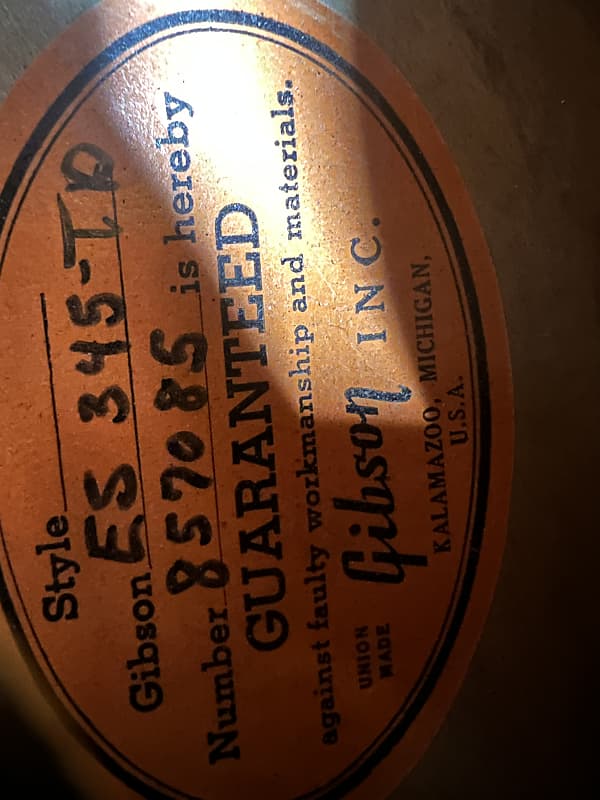 Style
Gibson ES 345-TD
Number 857085 is hereby
GUARANTEED
against faulty workmanship and materials.
Gibson INC.
UNION MADE
KALAMAZOO, MICHIGAN,
U.S.A.